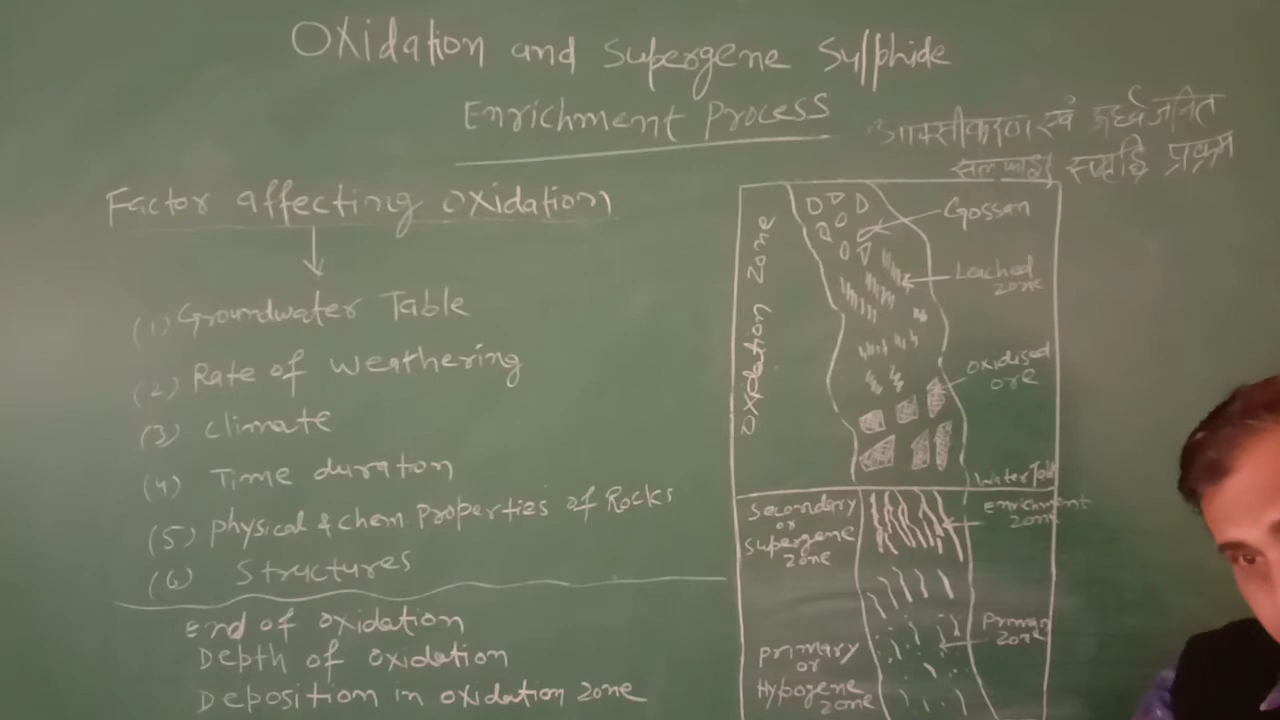 Oxidation and Supergene Sulphide
Enrichment Process
आक्सीकरण एवं उर्ध्वजनित
सल्फाइड समृद्धि प्रक्रम
Factor affecting oxidation
(1) Groundwater Table
(2) Rate of Weathering
(3) Climate
(4) Time duration
(5) Physical & chem. Properties of Rocks
(6) Structures
End of oxidation
Depth of oxidation
Deposition in oxidation zone
Oxidation Zone
Gossan
Leached
zone
Oxidised
ore
Water Table
Secondary
or
Supergene
zone
Enrichment
zone
Primary
or
Hypogene
zone
Primary
zone